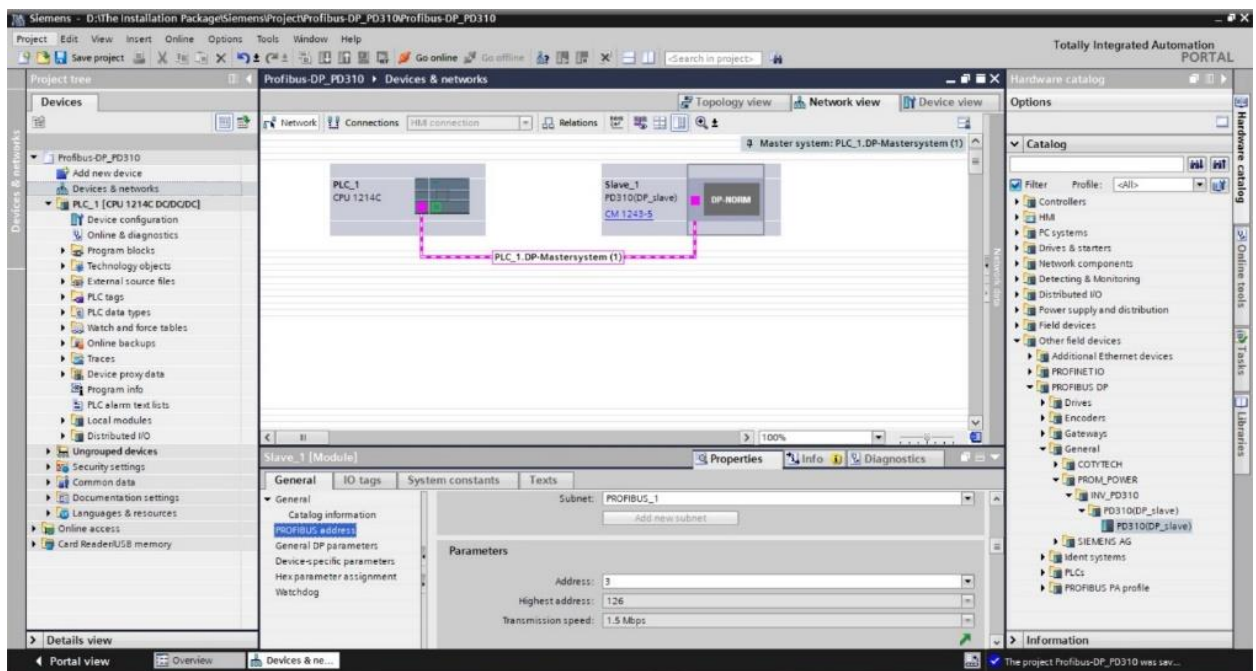 Siemens - D:\The Installation Package\Siemens\Project\Profibus-DP_PD310\Profibus-DP_PD310
Project Edit View Insert Online Options Tools Window Help
Totally Integrated Automation
PORTAL
Save project
Go online
Go offline
<Search in project>
Project tree
Profibus-DP_PD310 ▸ Devices & networks
Hardware catalog
Devices
Topology view
Network view
Device view
Options
Network
Connections
HMI connection
Relations
Master system: PLC_1.DP-Mastersystem (1)
Profibus-DP_PD310
Add new device
Devices & networks
PLC_1 [CPU 1214C DC/DC/DC]
Device configuration
Online & diagnostics
Program blocks
Technology objects
External source files
PLC tags
PLC data types
Watch and force tables
Online backups
Traces
Device proxy data
Program info
PLC alarm text lists
Local modules
Distributed I/O
Ungrouped devices
Security settings
Common data
Documentation settings
Languages & resources
Online access
Card Reader/USB memory
PLC_1
CPU 1214C
Slave_1
PD310(DP_slave)
CM 1243-5
DP-NORM
PLC_1.DP-Mastersystem (1)
100%
Network data
Catalog
Filter
Profile:
<All>
Controllers
HMI
PC systems
Drives & starters
Network components
Detecting & Monitoring
Distributed I/O
Power supply and distribution
Field devices
Other field devices
Additional Ethernet devices
PROFINET IO
PROFIBUS DP
Drives
Encoders
Gateways
General
COTYTECH
PROM_POWER
INV_PD310
PD310(DP_slave)
PD310(DP_slave)
SIEMENS AG
Ident systems
PLCs
PROFIBUS PA profile
Information
Hardware catalog
Online tools
Tasks
Libraries
Devices & networks
Slave_1 [Module]
Properties
Info
Diagnostics
General
IO tags
System constants
Texts
General
Catalog information
PROFIBUS address
General DP parameters
Device-specific parameters
Hex parameter assignment
Watchdog
Subnet: PROFIBUS_1
Add new subnet
Parameters
Address: 3
Highest address: 126
Transmission speed: 1.5 Mbps
Details view
Portal view
Overview
Devices & ne...
The project Profibus-DP_PD310 was sav...